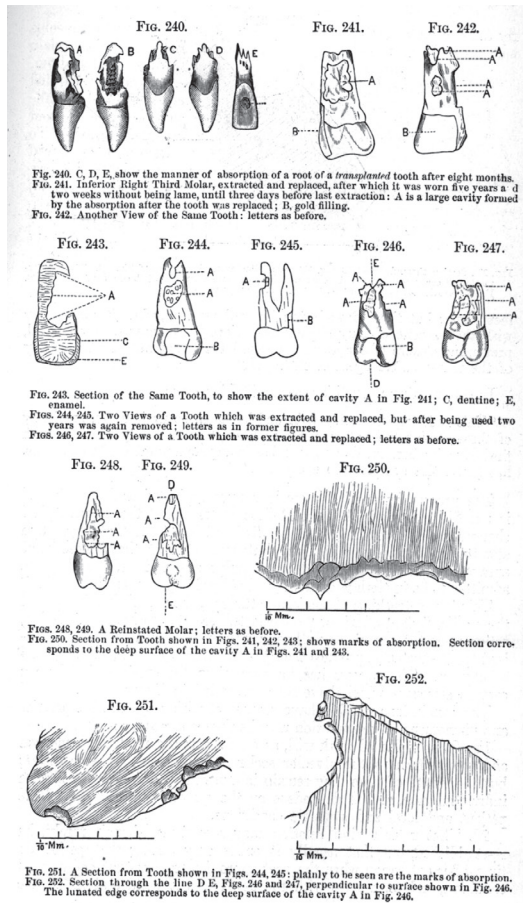 FIG. 240. FIG. 241. FIG. 242.
A B C D E
A
B
A
A
A
A
B
Fig. 240. C, D, E, show the manner of absorption of a root of a transplanted tooth after eight months.
FIG. 241. Inferior Right Third Molar, extracted and replaced, after which it was worn five years a d
two weeks without being lame, until three days before last extraction: A is a large cavity formed
by the absorption after the tooth was replaced; B, gold filling.
FIG. 242. Another View of the Same Tooth: letters as before.
FIG. 243. FIG. 244. FIG. 245. FIG. 246. FIG. 247.
A
C
E
A
A
B
A
B
E
A A
A A
B
D
A
A
A
FIG. 243. Section of the Same Tooth, to show the extent of cavity A in Fig. 241; C, dentine; E,
enamel.
FIGS. 244, 245. Two Views of a Tooth which was extracted and replaced, but after being used two
years was again removed; letters as in former figures.
FIGS. 246, 247. Two Views of a Tooth which was extracted and replaced; letters as before.
FIG. 248. FIG. 249. FIG. 250.
A
A
A
D
A
A
A
E
1/10 Mm.
FIGS. 248, 249. A Reinstated Molar; letters as before.
FIG. 250. Section from Tooth shown in Figs. 241, 242, 243; shows marks of absorption. Section corre-
sponds to the deep surface of the cavity A in Figs. 241 and 243.
FIG. 251. FIG. 252.
1/10 Mm.
1/10 Mm.
FIG. 251. A Section from Tooth shown in Figs. 244, 245: plainly to be seen are the marks of absorption.
FIG. 252. Section through the line D E, Figs. 246 and 247, perpendicular to surface shown in Fig. 246.
The lunated edge corresponds to the deep surface of the cavity A in Fig. 246.